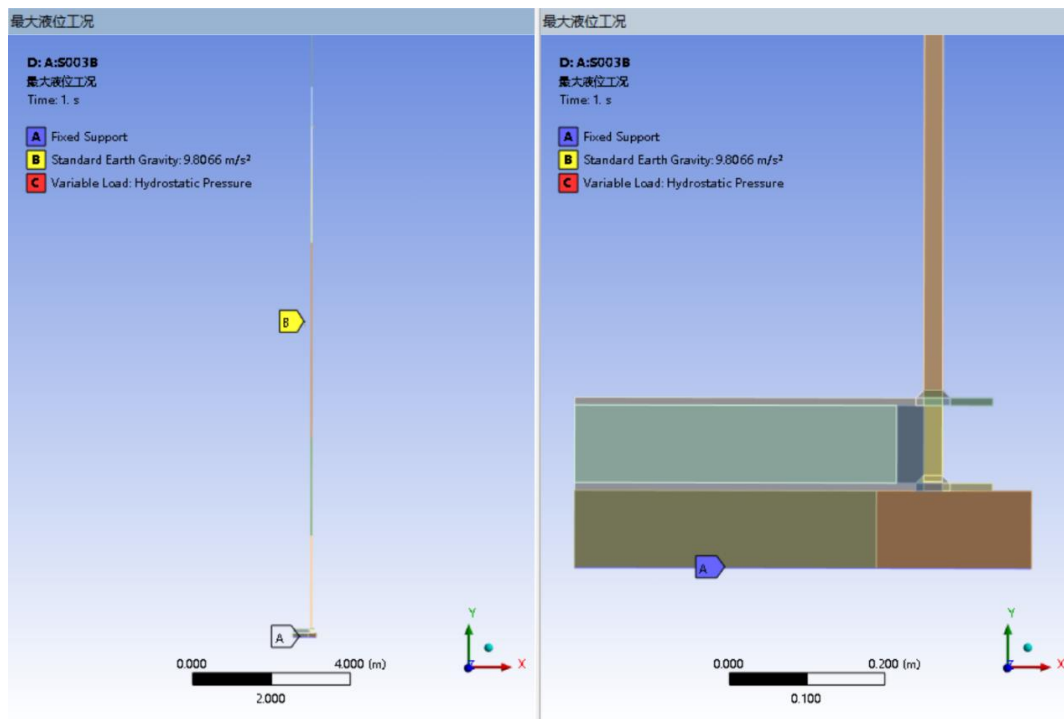 最大液位工况
D: A:S003B
最大液位工况
Time: 1. s
A Fixed Support
B Standard Earth Gravity: 9.8066 m/s²
C Variable Load: Hydrostatic Pressure
B
A
Y
X
Z
0.000 4.000 (m)
2.000
最大液位工况
D: A:S003B
最大液位工况
Time: 1. s
A Fixed Support
B Standard Earth Gravity: 9.8066 m/s²
C Variable Load: Hydrostatic Pressure
A
Y
X
Z
0.000 0.200 (m)
0.100